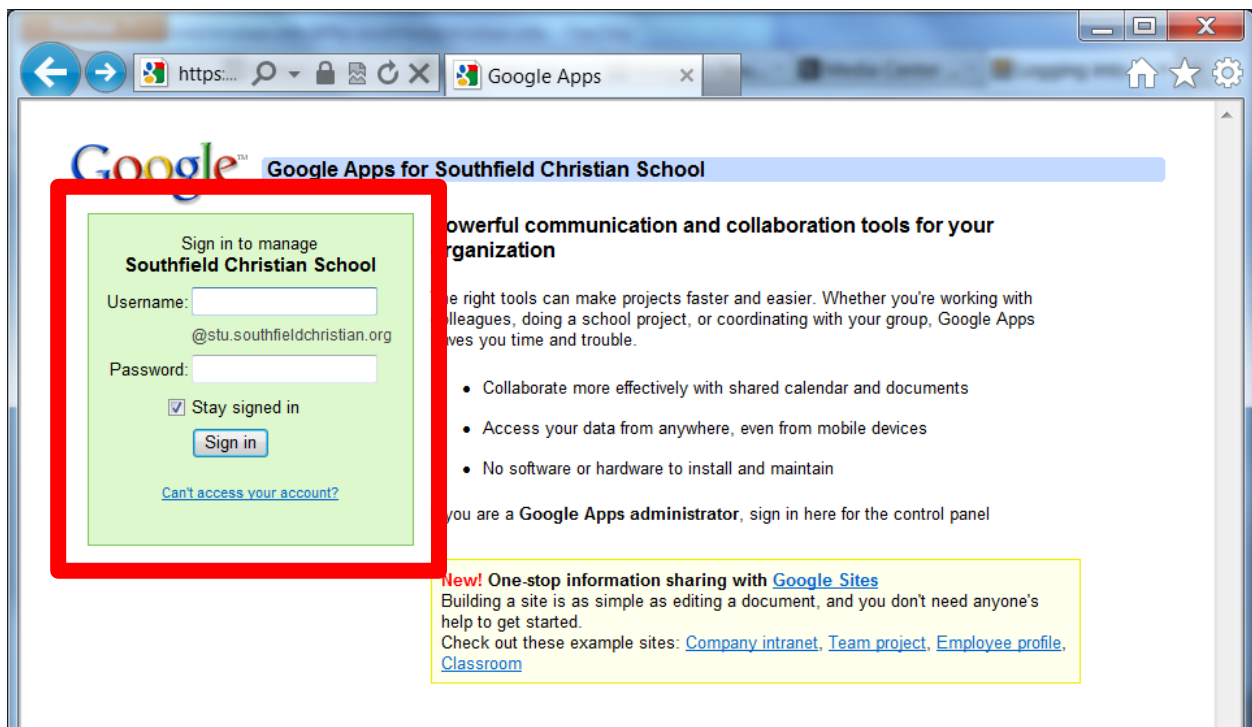 https:...
Google Apps
Google™
Google Apps for Southfield Christian School
Sign in to manage
Southfield Christian School
Username:
@stu.southfieldchristian.org
Password:
Stay signed in
Sign in
Can't access your account?
owerful communication and collaboration tools for your
rganization
e right tools can make projects faster and easier. Whether you're working with
lleagues, doing a school project, or coordinating with your group, Google Apps
ves you time and trouble.
• Collaborate more effectively with shared calendar and documents
• Access your data from anywhere, even from mobile devices
• No software or hardware to install and maintain
you are a Google Apps administrator, sign in here for the control panel
New! One-stop information sharing with Google Sites
Building a site is as simple as editing a document, and you don't need anyone's
help to get started.
Check out these example sites: Company intranet, Team project, Employee profile,
Classroom